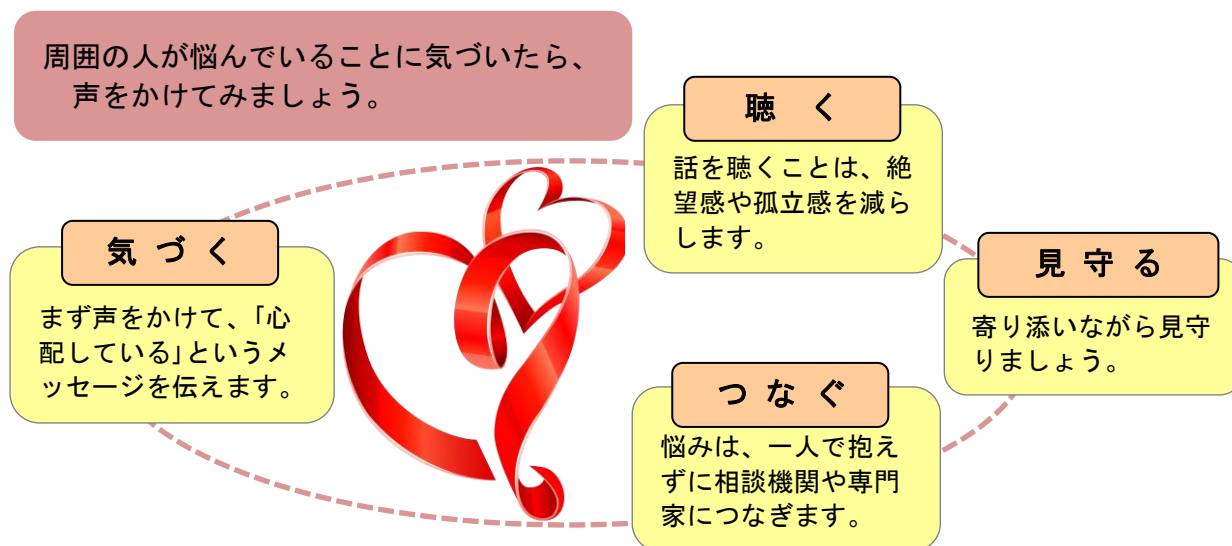 周囲の人が悩んでいることに気づいたら、
声をかけてみましょう。
気づく
まず声をかけて、「心
配している」というメ
ッセージを伝えます。
聴く
話を聴くことは、絶
望感や孤立感を減ら
します。
つなぐ
悩みは、一人で抱え
ずに相談機関や専門
家につなぎます。
見守る
寄り添いながら見守
りましょう。